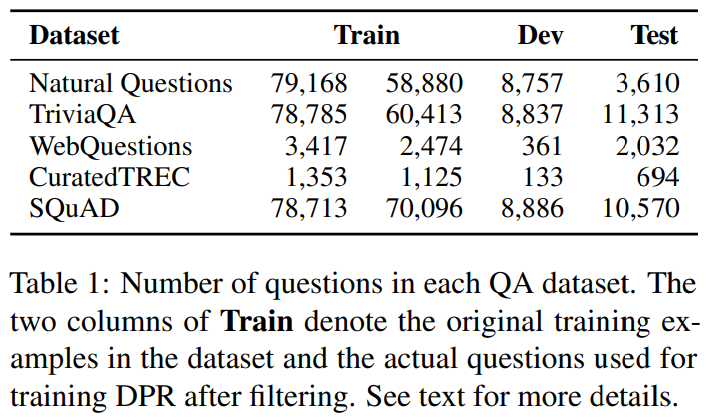 Dataset Train Dev Test
Natural Questions 79,168 58,880 8,757 3,610
TriviaQA 78,785 60,413 8,837 11,313
WebQuestions 3,417 2,474 361 2,032
CuratedTREC 1,353 1,125 133 694
SQuAD 78,713 70,096 8,886 10,570
Table 1: Number of questions in each QA dataset. The
two columns of Train denote the original training ex-
amples in the dataset and the actual questions used for
training DPR after filtering. See text for more details.